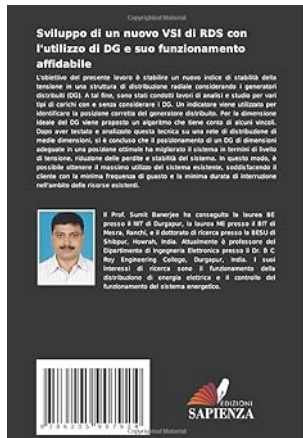 Copyrighted Material
Sviluppo di un nuovo VSI di RDS con
l'utilizzo di DG e suo funzionamento
affidabile
L'obiettivo del presente lavoro è stabilire un nuovo indice di stabilità della
tensione in una struttura di distribuzione radiale considerando i generatori
distribuiti (DG). A tal fine, sono stati condotti lavori di analisi e studio per vari
tipi di carichi con e senza considerare i DG. Un indicatore viene utilizzato per
identificare la posizione corretta del generatore distribuito. Per la dimensione
ideale del DG viene proposto un algoritmo che tiene conto di alcuni vincoli.
Dopo aver testato e analizzato questa tecnica su una rete di distribuzione di
medie dimensioni, si è concluso che il posizionamento di un DG di dimensioni
adeguate in una posizione ottimale ha migliorato il sistema in termini di livello
di tensione, riduzione delle perdite e stabilità del sistema. In questo modo, è
possibile ottenere il massimo utilizzo del sistema esistente, soddisfacendo il
cliente con la minima frequenza di guasto e la minima durata di interruzione
nell'ambito delle risorse esistenti.
Il Prof. Sumit Banerjee ha conseguito la laurea BE
presso il NIT di Durgapur, la laurea ME presso il BIT di
Mesra, Ranchi, e il dottorato di ricerca presso la BESU di
Shibpur, Howrah, India. Attualmente è professore del
Dipartimento di Ingegneria Elettronica presso il Dr. B C
Roy Engineering College, Durgapur, India. I suoi
interessi di ricerca sono il funzionamento della
distribuzione di energia elettrica e il controllo del
funzionamento del sistema energetico.
EDIZIONI
SAPIENZA
Copyrighted Material